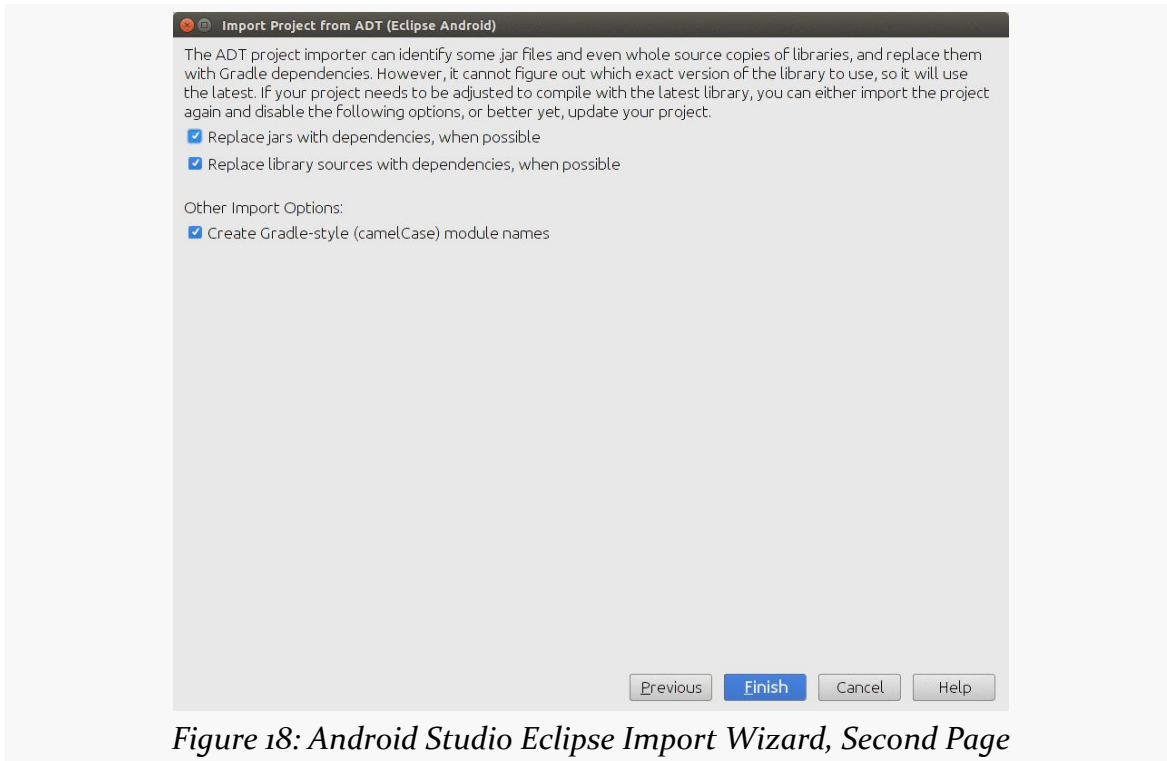 Import Project from ADT (Eclipse Android)
The ADT project importer can identify some .jar files and even whole source copies of libraries, and replace them
with Gradle dependencies. However, it cannot figure out which exact version of the library to use, so it will use
the latest. If your project needs to be adjusted to compile with the latest library, you can either import the project
again and disable the following options, or better yet, update your project.
Replace jars with dependencies, when possible
Replace library sources with dependencies, when possible
Other Import Options:
Create Gradle-style (camelCase) module names
Previous Finish Cancel Help
Figure 18: Android Studio Eclipse Import Wizard, Second Page